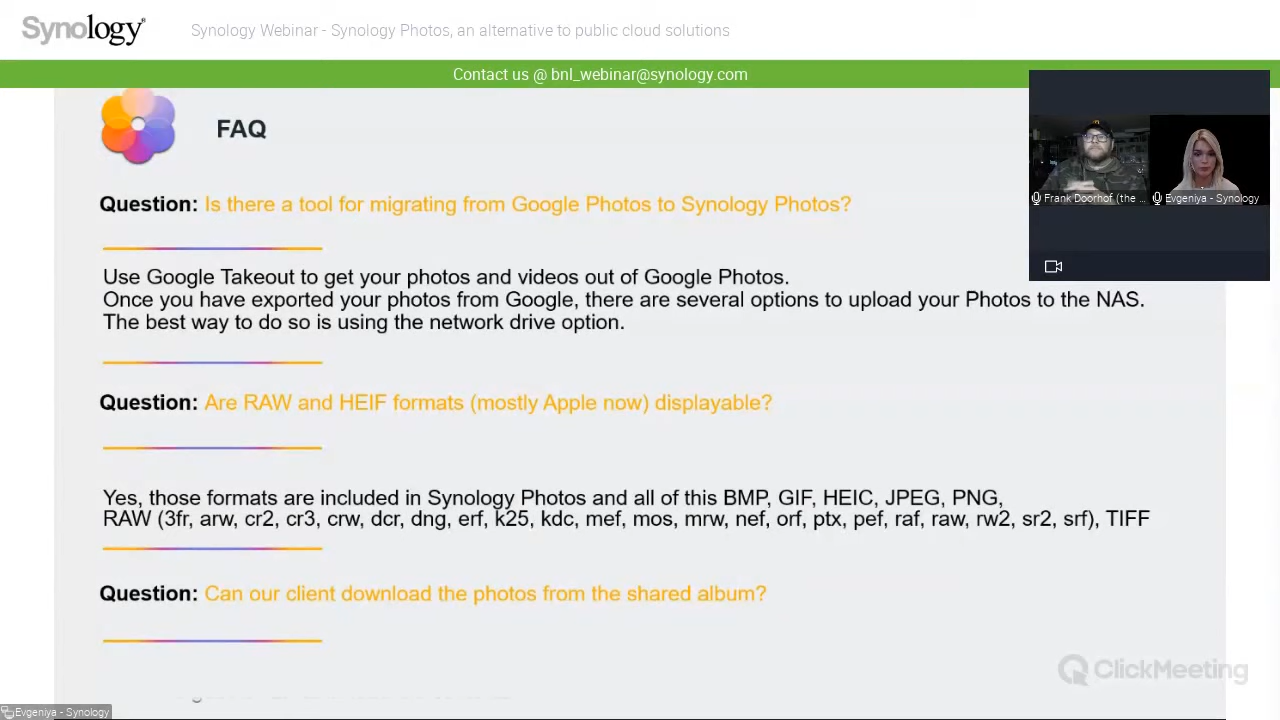 Synology
Synology Webinar - Synology Photos, an alternative to public cloud solutions
Contact us @ bnl_webinar@synology.com
FAQ
Frank Doorhof (the ...
Evgeniya - Synology
Question: Is there a tool for migrating from Google Photos to Synology Photos?
Use Google Takeout to get your photos and videos out of Google Photos.
Once you have exported your photos from Google, there are several options to upload your Photos to the NAS.
The best way to do so is using the network drive option.
Question: Are RAW and HEIF formats (mostly Apple now) displayable?
Yes, those formats are included in Synology Photos and all of this BMP, GIF, HEIC, JPEG, PNG,
RAW (3fr, arw, cr2, cr3, crw, dcr, dng, erf, k25, kdc, mef, mos, mrw, nef, orf, ptx, pef, raf, raw, rw2, sr2, srf), TIFF
Question: Can our client download the photos from the shared album?
ClickMeeting
Evgeniya - Synology